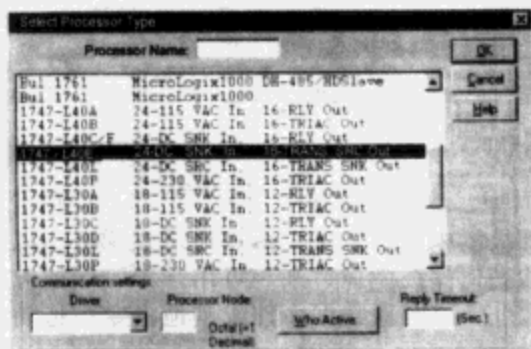 Select Processor Type
Processor Name:
OK
Cancel
Help
Bul 1761 MicroLogix1000 DH-485/HDSlave
Bul 1761 MicroLogix1000
1747-L40A 24-115 VAC In 16-RLY Out
1747-L40B 24-115 VAC In 16-TRIAC Out
1747-L40C/F 24-DC SNK In, 16-RLY Out
1747-L40E 24-DC SNK In, 16-TRANS SRC Out
1747-L40L 24-DC SRC In, 16-TRANS SNK Out
1747-L40P 24-230 VAC In, 16-TRIAC Out
1747-L30A 18-115 VAC In, 12-RLY Out
1747-L30B 18-115 VAC In, 12-TRIAC Out
1747-L30C 18-DC SNK In, 12-RLY Out
1747-L30D 18-DC SNK In, 12-TRIAC Out
1747-L30L 18-DC SRC In, 12-TRANS SNK Out
1747-L30P 18-230 VAC In, 12-TRIAC Out
Communication settings
Driver Processor Node: Reply Timeout:
Octal (=1 Who Active (Sec.)
Decimal)